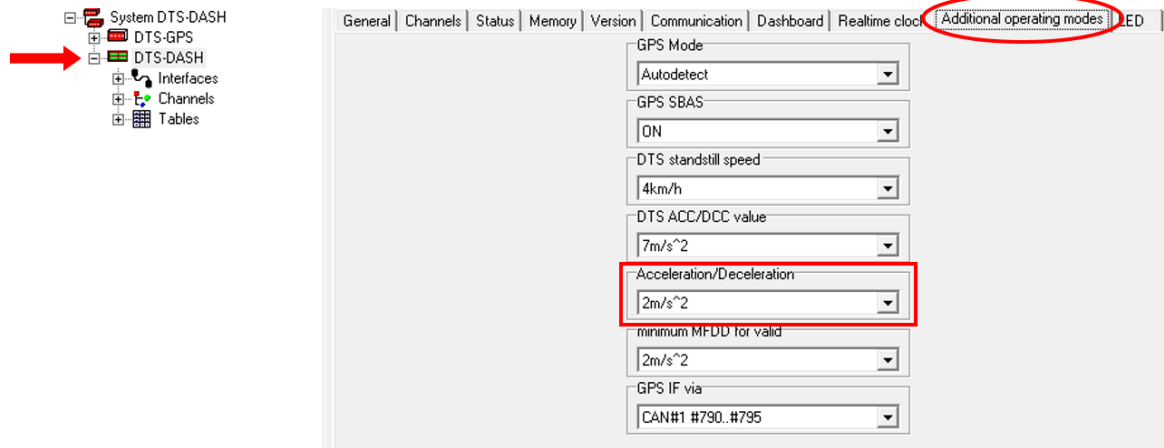 System DTS-DASH
DTS-GPS
DTS-DASH
Interfaces
Channels
Tables
General Channels Status Memory Version Communication Dashboard Realtime clock Additional operating modes LED
GPS Mode
Autodetect
GPS SBAS
ON
DTS standstill speed
4km/h
DTS ACC/DCC value
7m/s^2
Acceleration/Deceleration
2m/s^2
minimum MFDD for valid
2m/s^2
GPS IF via
CAN#1 #790..#795